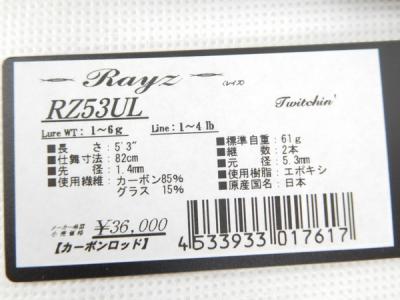 Rayz
(レイズ)
RZ53UL
Twitchin'
Lure WT: 1～6g Line: 1～4 lb
■長さ: 5'3"
■仕舞寸法: 82cm
■先径: 1.4mm
■使用繊維: カーボン85%
グラス 15%
■標準自重: 61g
■継数: 2本
■元径: 5.3mm
■使用樹脂: エポキシ
■原産国名: 日本
メーカー希望
小売価格 ¥36,000
【カーボンロッド】
4 533933 017617